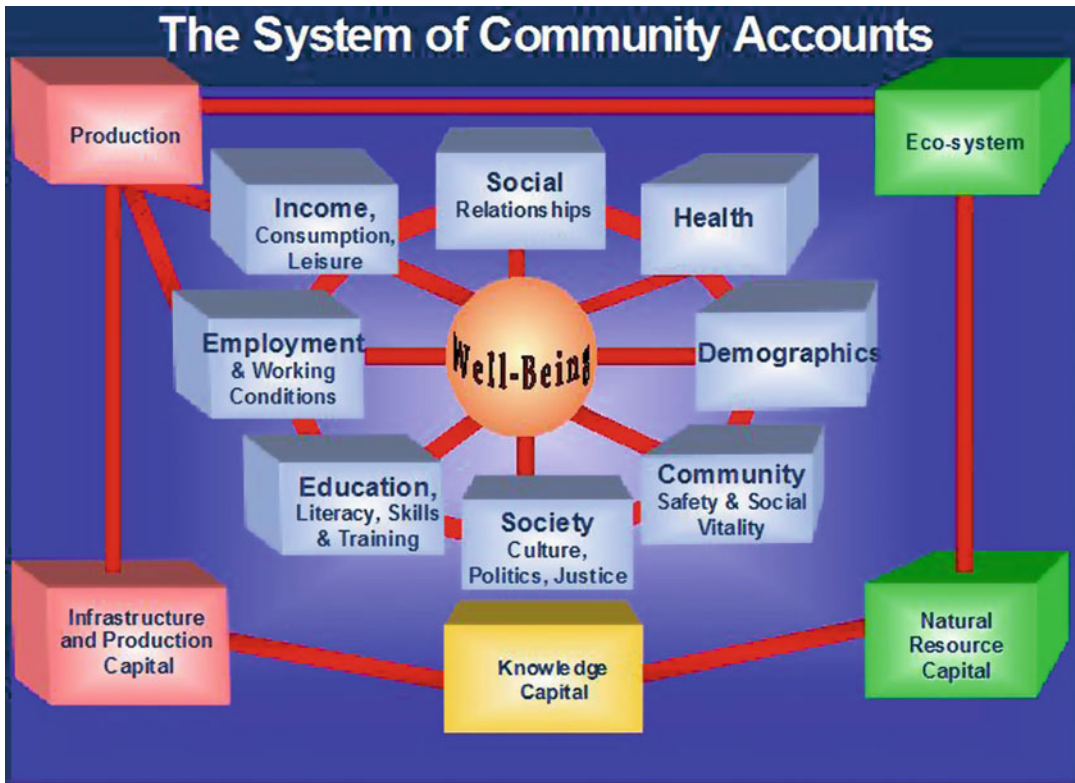 The System of Community Accounts
Production
Eco-system
Social
Relationships
Income,
Consumption,
Leisure
Health
Employment
& Working
Conditions
Well-Being
Demographics
Education,
Literacy, Skills
& Training
Society
Culture,
Politics, Justice
Community
Safety & Social
Vitality
Infrastructure
and Production
Capital
Knowledge
Capital
Natural
Resource
Capital